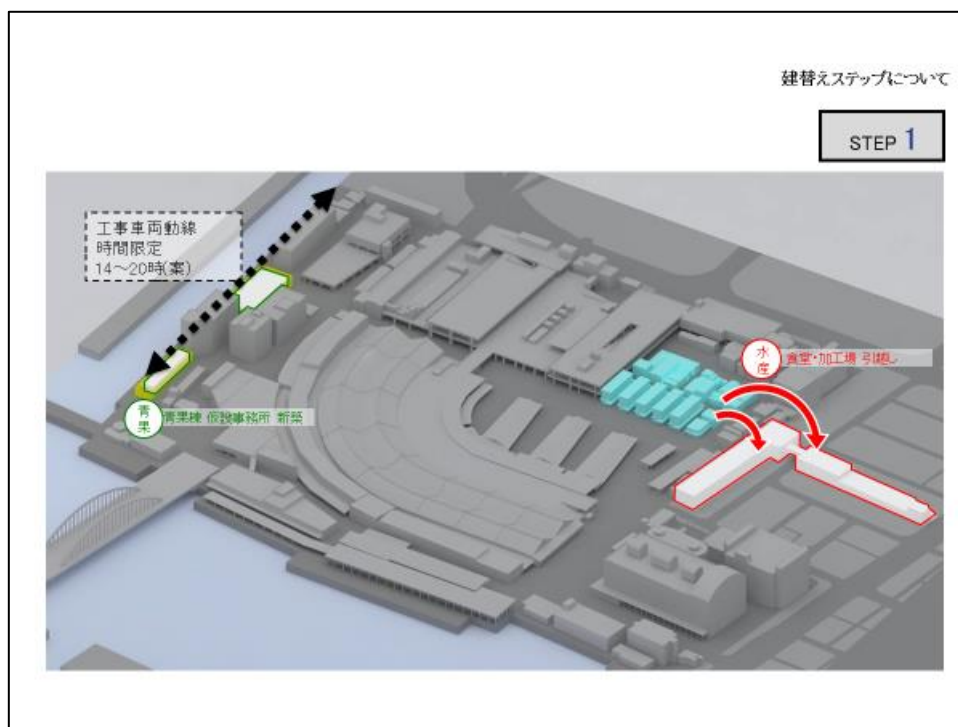 建替えステップについて
STEP 1
工事車両動線
時間限定
14～20時(案)
水産
食堂・加工場 引越し
青果
青果棟 仮設事務所 新築